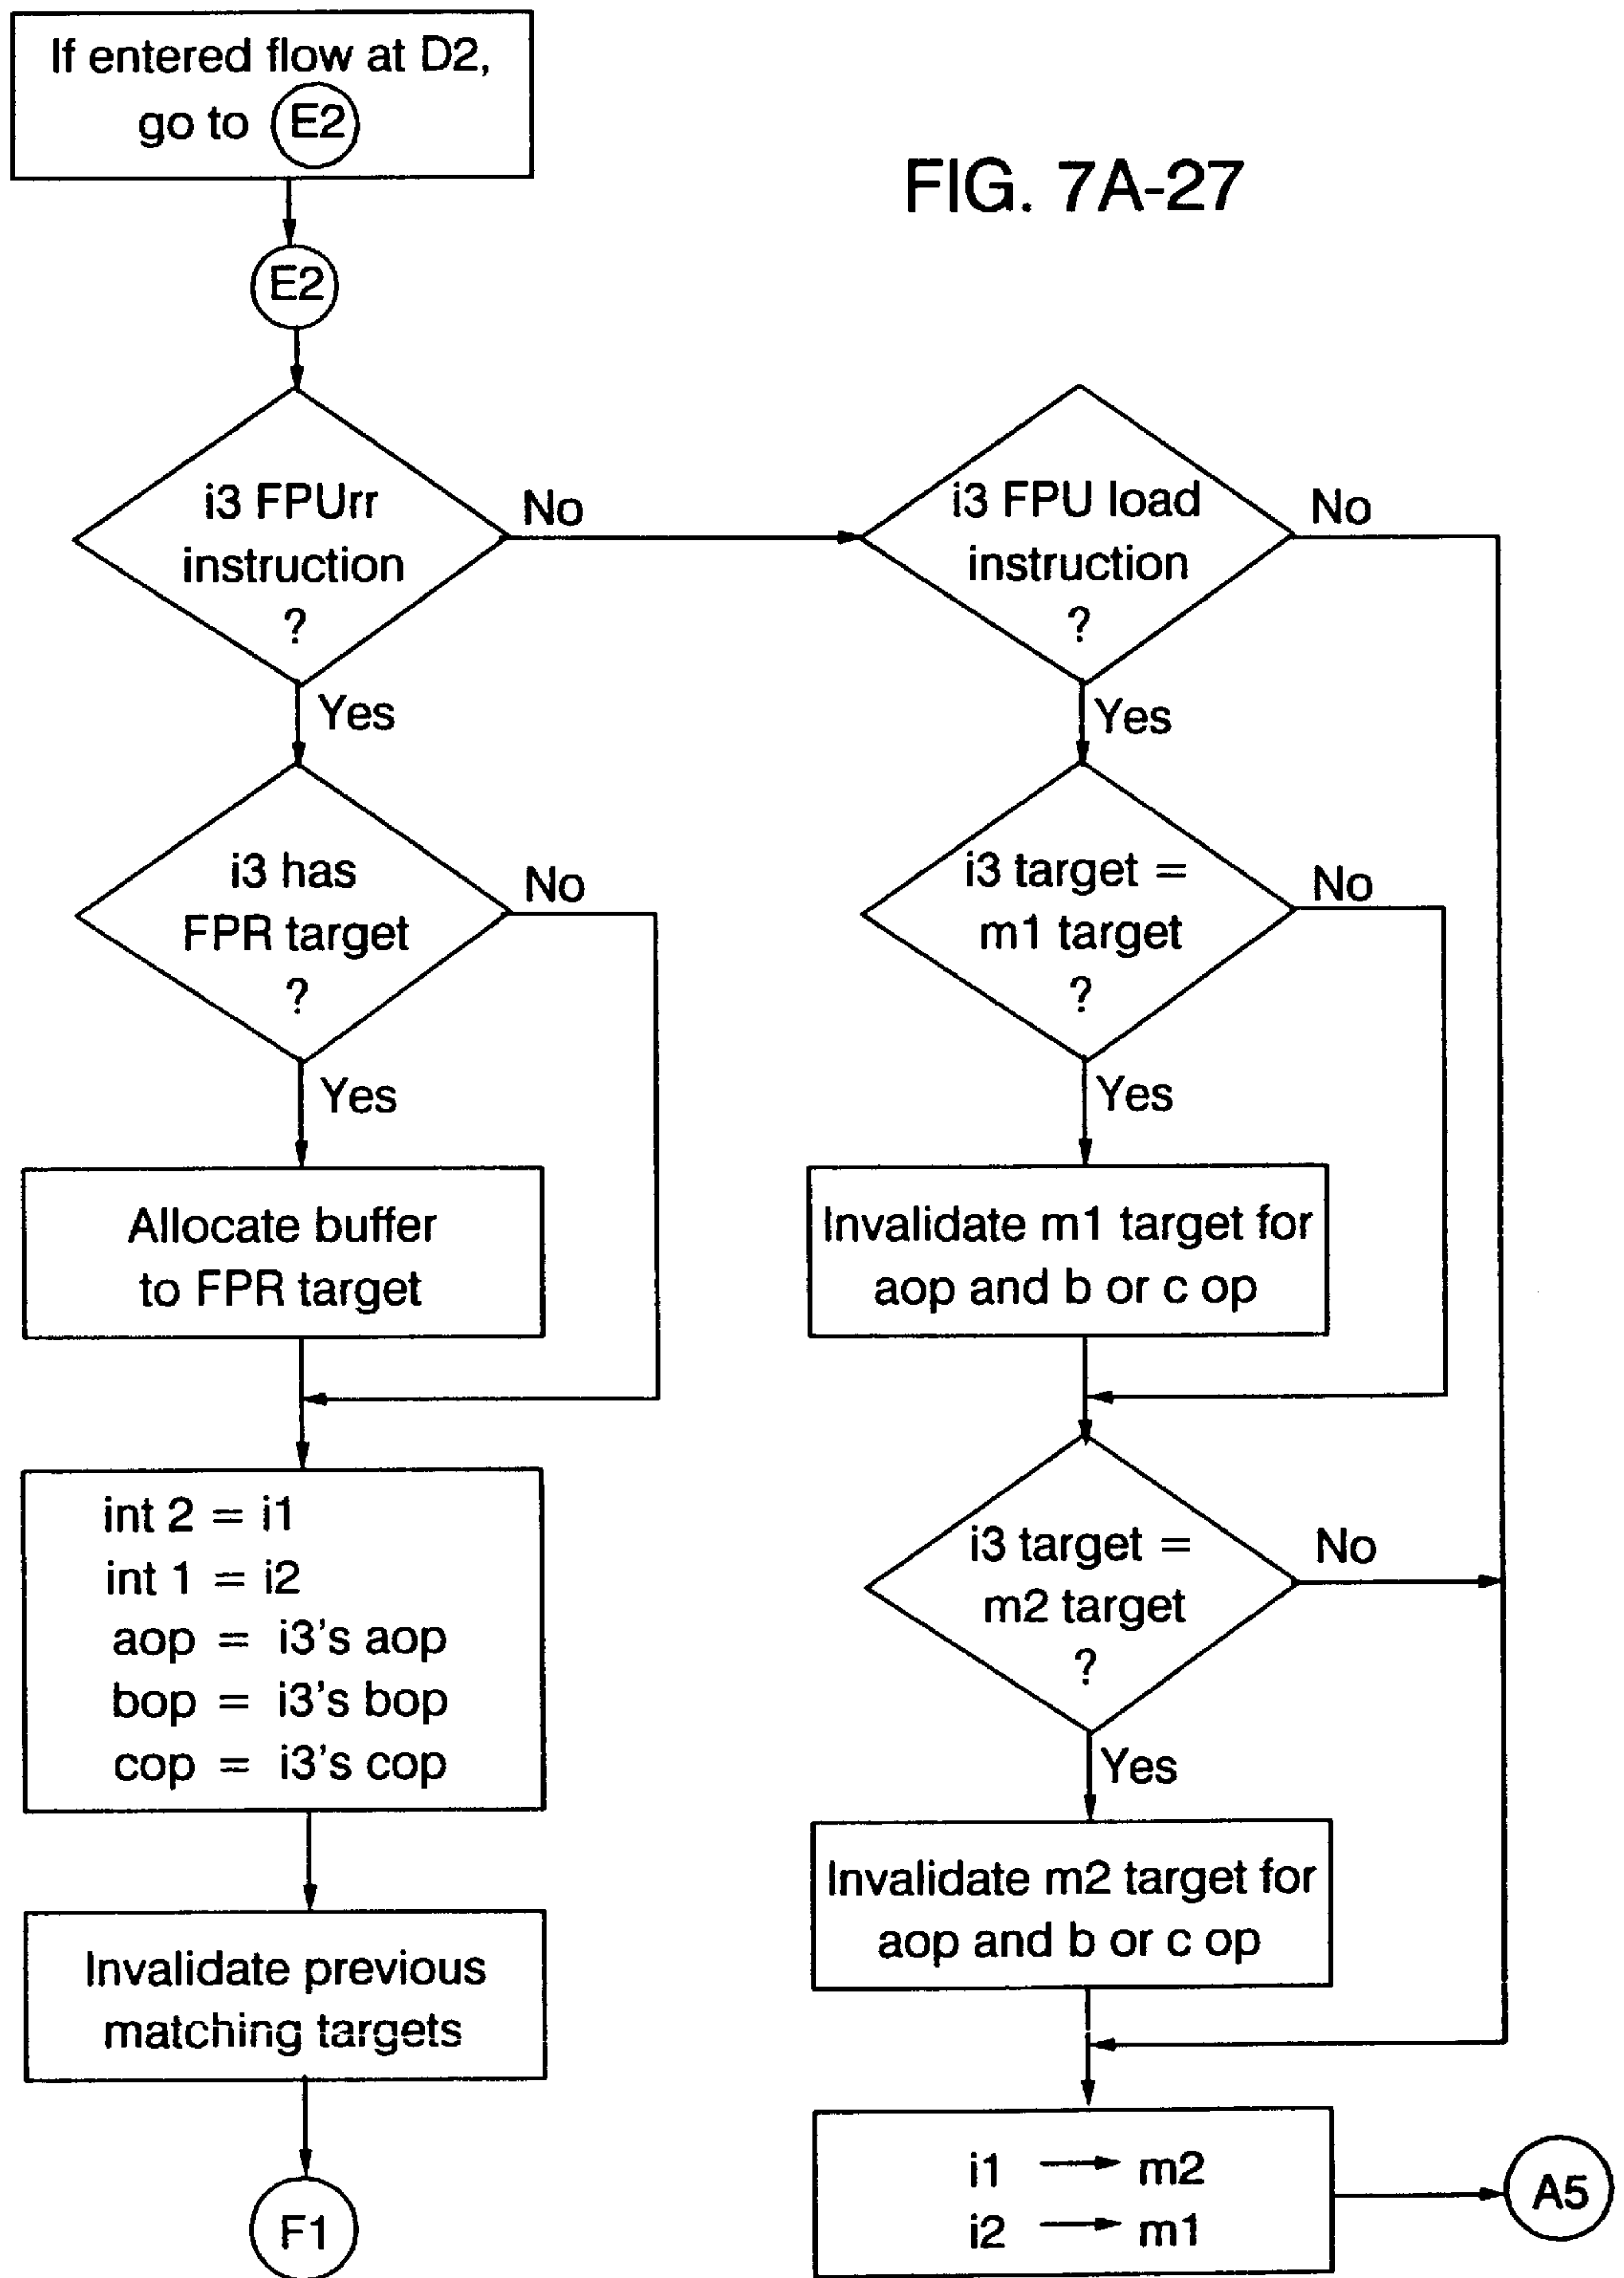 If entered flow at D2,
go to E2
FIG. 7A-27
E2
i3 FPUrr
instruction
?
No
Yes
i3 FPU load
instruction
?
No
Yes
i3 has
FPR target
?
No
Yes
i3 target =
m1 target
?
No
Yes
Allocate buffer
to FPR target
Invalidate m1 target for
aop and b or c op
int 2 = i1
int 1 = i2
aop = i3's aop
bop = i3's bop
cop = i3's cop
i3 target =
m2 target
?
No
Yes
Invalidate previous
matching targets
Invalidate m2 target for
aop and b or c op
F1
i1 → m2
i2 → m1
A5